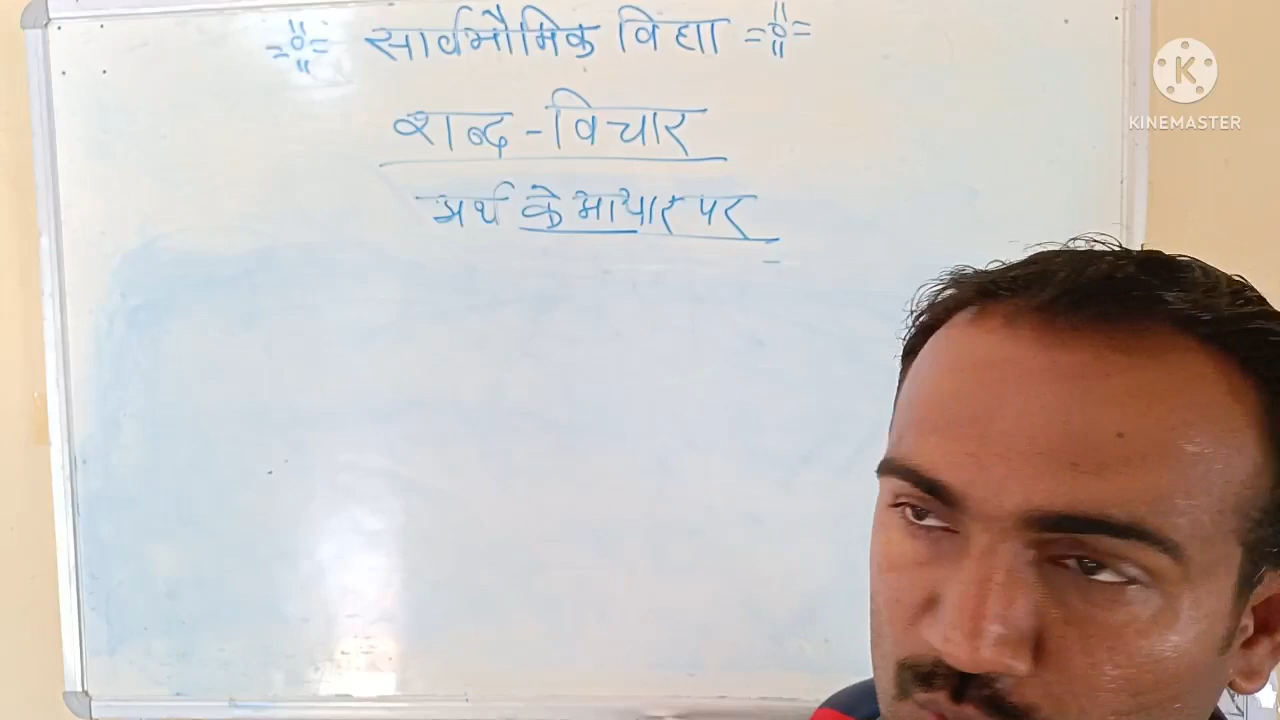 सार्वभौमिक विद्या
शब्द - विचार
अर्थ के आधार पर
K
KINEMASTER